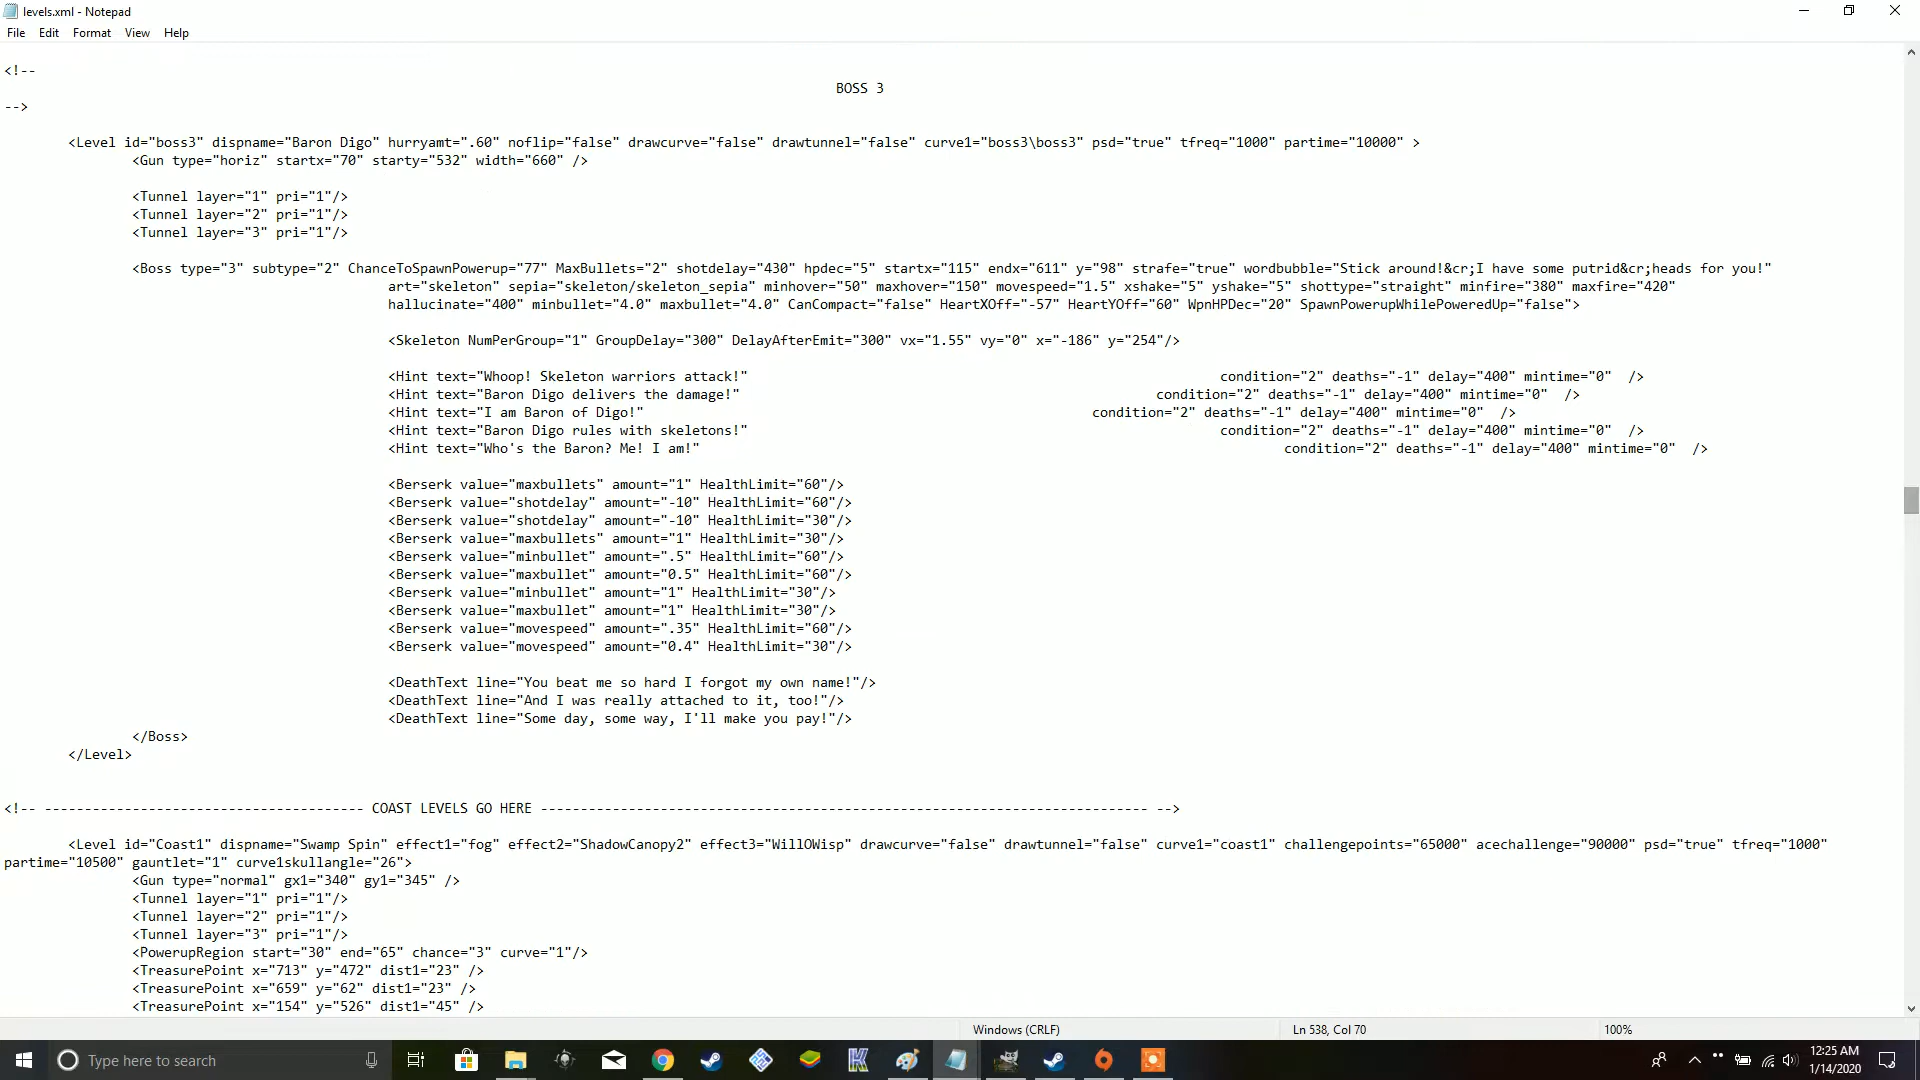 levels.xml - Notepad
File Edit Format View Help
<!--
BOSS 3
-->
<Level id="boss3" dispname="Baron Digo" hurryamt=".60" noflip="false" drawcurve="false" drawtunnel="false" curve1="boss3\boss3" psd="true" tfreq="1000" partime="10000" >
<Gun type="horiz" startx="70" starty="532" width="660" />
<Tunnel layer="1" pri="1"/>
<Tunnel layer="2" pri="1"/>
<Tunnel layer="3" pri="1"/>
<Boss type="3" subtype="2" ChanceToSpawnPowerup="77" MaxBullets="2" shotdelay="430" hpdec="5" startx="115" endx="611" y="98" strafe="true" wordbubble="Stick around!&cr;I have some putrid&cr;heads for you!"
art="skeleton" sepia="skeleton/skeleton_sepia" minhover="50" maxhover="150" movespeed="1.5" xshake="5" yshake="5" shottype="straight" minfire="380" maxfire="420"
hallucinate="400" minbullet="4.0" maxbullet="4.0" CanCompact="false" HeartXOff="-57" HeartYOff="60" WpnHPDec="20" SpawnPowerupWhilePoweredUp="false">
<Skeleton NumPerGroup="1" GroupDelay="300" DelayAfterEmit="300" vx="1.55" vy="0" x="-186" y="254"/>
<Hint text="Whoop! Skeleton warriors attack!" condition="2" deaths="-1" delay="400" mintime="0" />
<Hint text="Baron Digo delivers the damage!" condition="2" deaths="-1" delay="400" mintime="0" />
<Hint text="I am Baron of Digo!" condition="2" deaths="-1" delay="400" mintime="0" />
<Hint text="Baron Digo rules with skeletons!" condition="2" deaths="-1" delay="400" mintime="0" />
<Hint text="Who's the Baron? Me! I am!" condition="2" deaths="-1" delay="400" mintime="0" />
<Berserk value="maxbullets" amount="1" HealthLimit="60"/>
<Berserk value="shotdelay" amount="-10" HealthLimit="60"/>
<Berserk value="shotdelay" amount="-10" HealthLimit="30"/>
<Berserk value="maxbullets" amount="1" HealthLimit="30"/>
<Berserk value="minbullet" amount=".5" HealthLimit="60"/>
<Berserk value="maxbullet" amount="0.5" HealthLimit="60"/>
<Berserk value="minbullet" amount="1" HealthLimit="30"/>
<Berserk value="maxbullet" amount="1" HealthLimit="30"/>
<Berserk value="movespeed" amount=".35" HealthLimit="60"/>
<Berserk value="movespeed" amount="0.4" HealthLimit="30"/>
<DeathText line="You beat me so hard I forgot my own name!"/>
<DeathText line="And I was really attached to it, too!"/>
<DeathText line="Some day, some way, I'll make you pay!"/>
</Boss>
</Level>
<!-- ---------------------------------------- COAST LEVELS GO HERE ---------------------------------------------------------------------------- -->
<Level id="Coast1" dispname="Swamp Spin" effect1="fog" effect2="ShadowCanopy2" effect3="WillOWisp" drawcurve="false" drawtunnel="false" curve1="coast1" challengepoints="65000" acechallenge="90000" psd="true" tfreq="1000"
partime="10500" gauntlet="1" curve1skullangle="26">
<Gun type="normal" gx1="340" gy1="345" />
<Tunnel layer="1" pri="1"/>
<Tunnel layer="2" pri="1"/>
<Tunnel layer="3" pri="1"/>
<PowerupRegion start="30" end="65" chance="3" curve="1"/>
<TreasurePoint x="713" y="472" dist1="23" />
<TreasurePoint x="659" y="62" dist1="23" />
<TreasurePoint x="154" y="526" dist1="45" />
Windows (CRLF) Ln 538, Col 70 100%
Type here to search
12:25 AM
1/14/2020